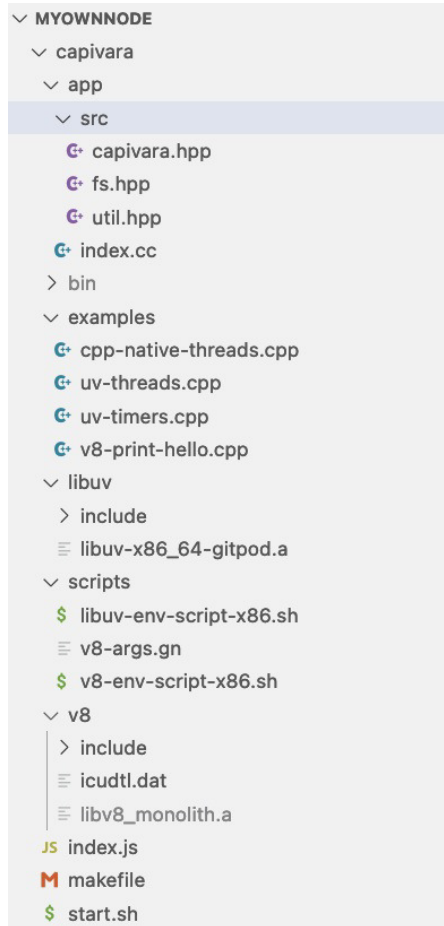 MYOWNNODE
capivara
app
src
capivara.hpp
fs.hpp
util.hpp
index.cc
bin
examples
cpp-native-threads.cpp
uv-threads.cpp
uv-timers.cpp
v8-print-hello.cpp
libuv
include
libuv-x86_64-gitpod.a
scripts
$ libuv-env-script-x86.sh
v8-args.gn
$ v8-env-script-x86.sh
v8
include
icudtl.dat
libv8_monolith.a
JS index.js
M makefile
$ start.sh